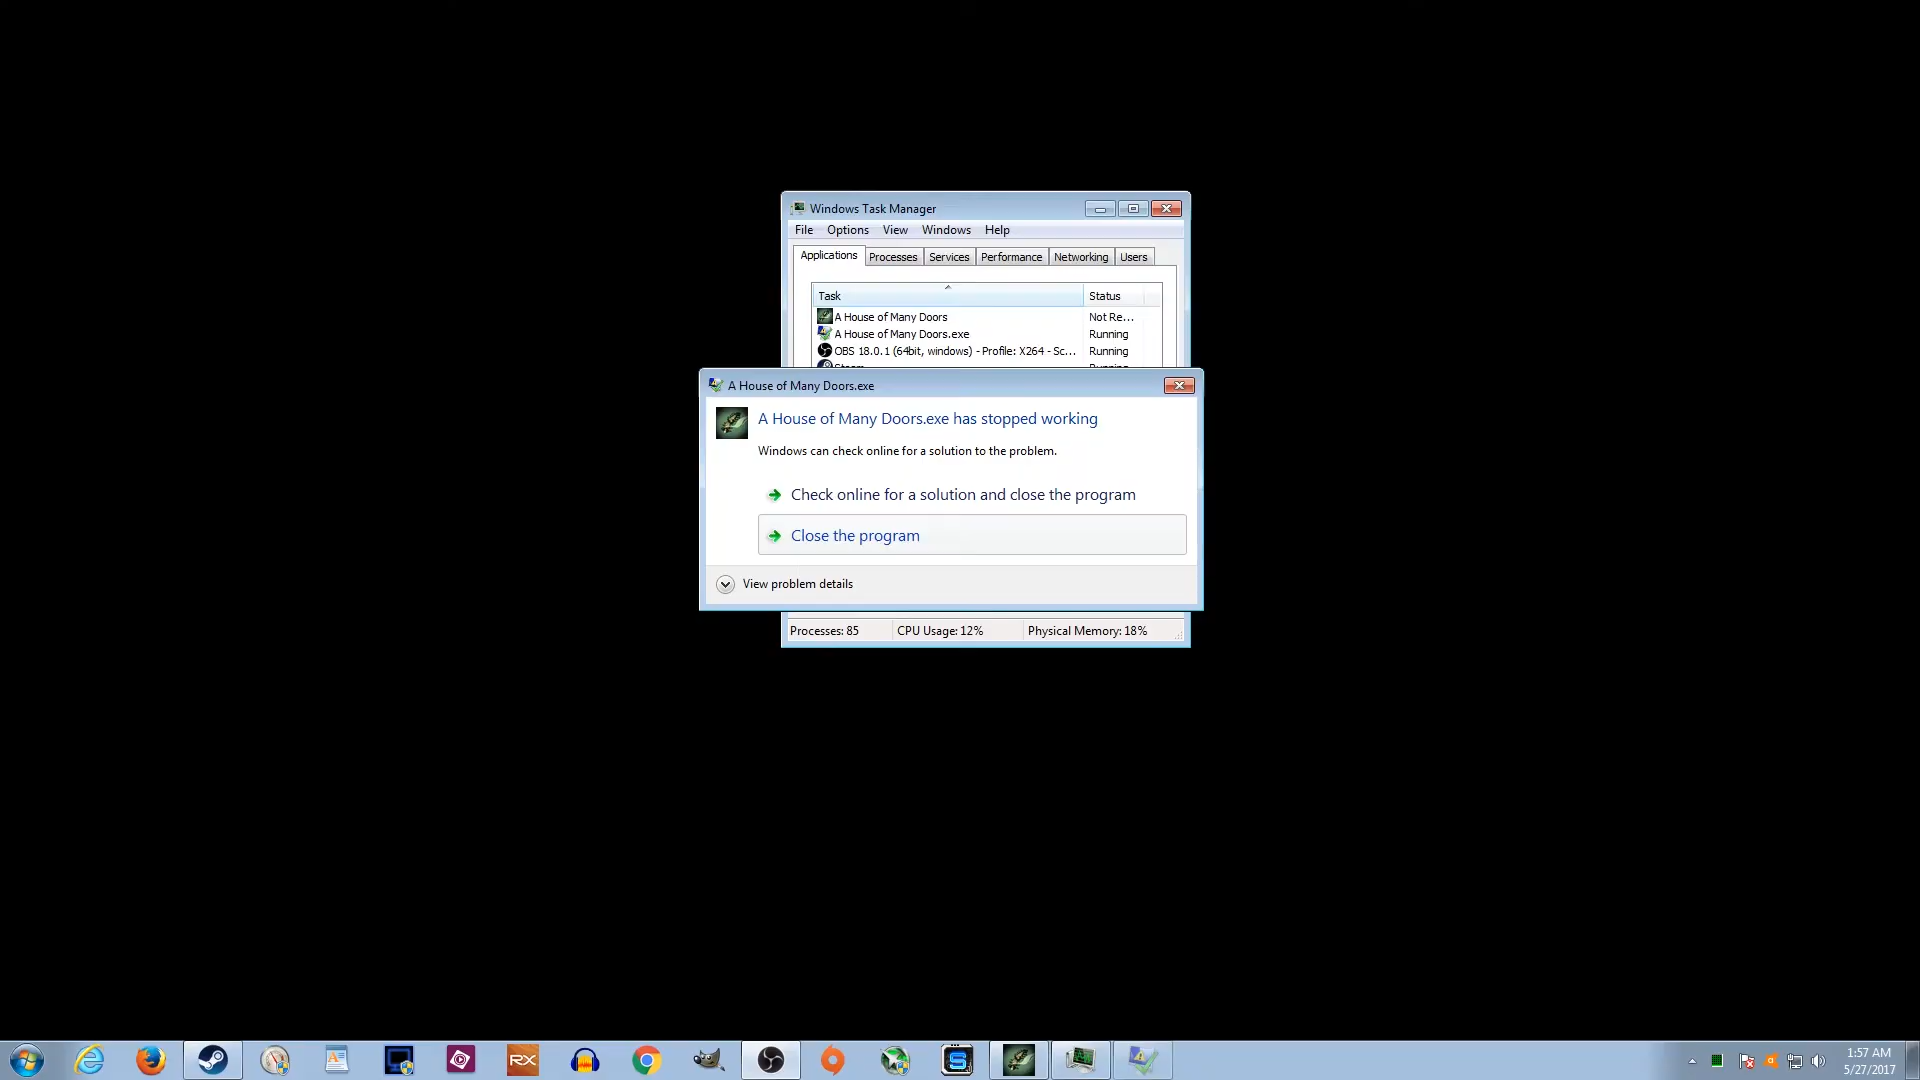 Windows Task Manager
File Options View Windows Help
Applications Processes Services Performance Networking Users
Task Status
A House of Many Doors Not Re...
A House of Many Doors.exe Running
OBS 18.0.1 (64bit, windows) - Profile: X264 - Sc... Running
Steam Running
A House of Many Doors.exe
A House of Many Doors.exe has stopped working
Windows can check online for a solution to the problem.
Check online for a solution and close the program
Close the program
View problem details
Processes: 85 CPU Usage: 12% Physical Memory: 18%
RX
S
1:57 AM
5/27/2017